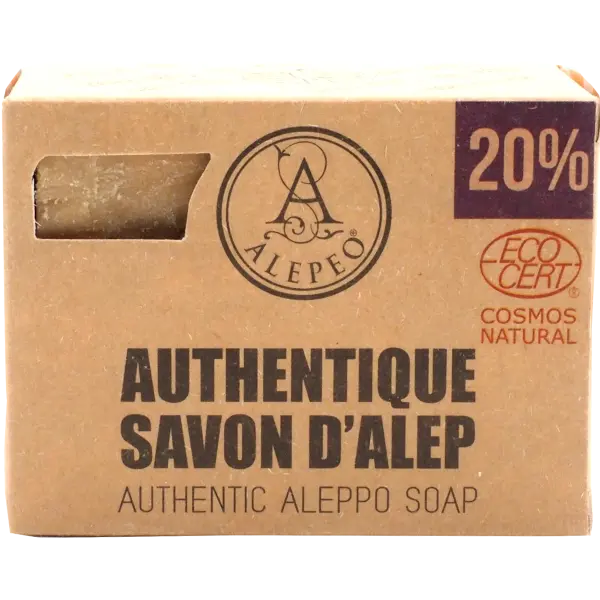 A
ALEPEO®
20%
ECO
CERT®
COSMOS
NATURAL
AUTHENTIQUE
SAVON D'ALEP
AUTHENTIC ALEPPO SOAP